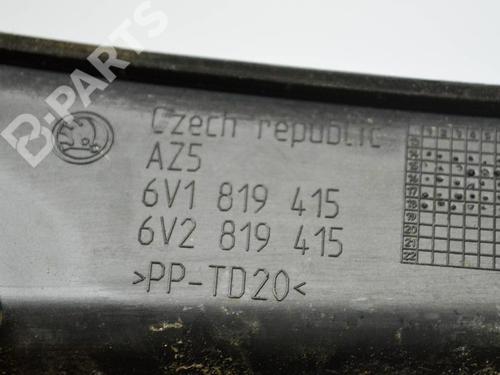 B-PARTS
Czech republic
AZ5
6V1 819 415
6V2 819 415
>PP-TD20<